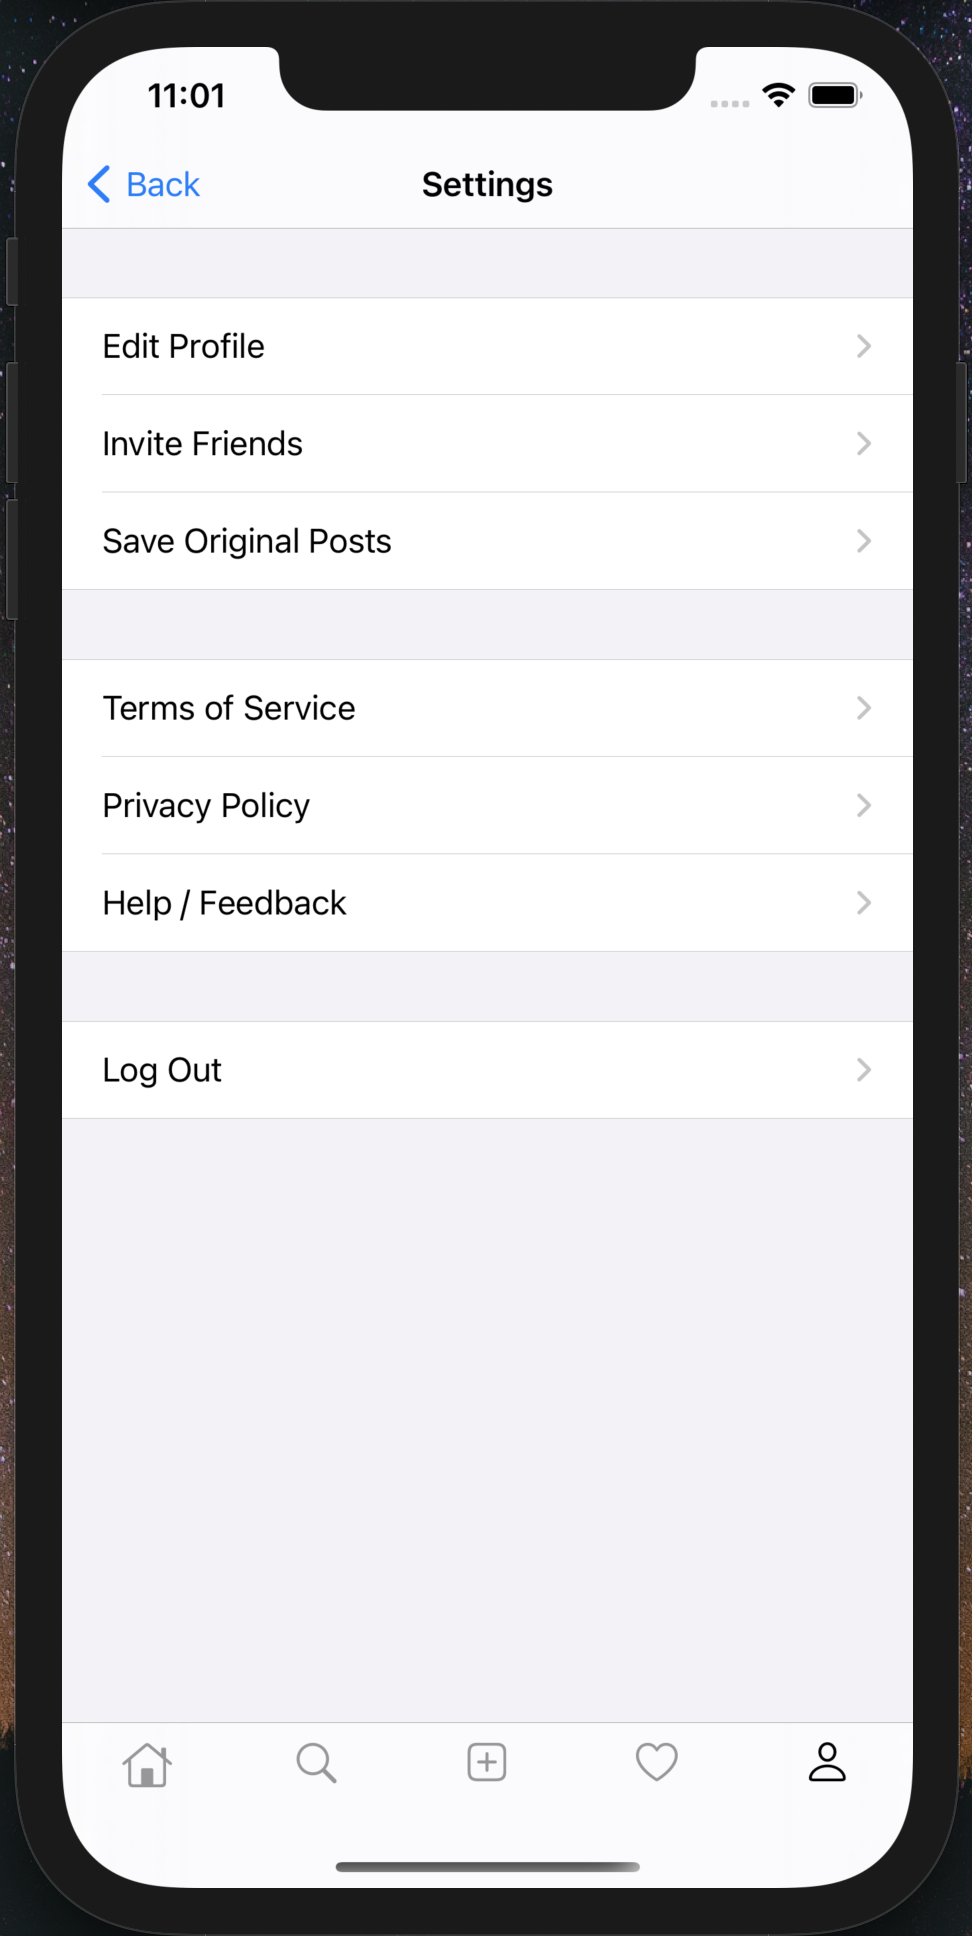 11:01
Back
Settings
Edit Profile
Invite Friends
Save Original Posts
Terms of Service
Privacy Policy
Help / Feedback
Log Out